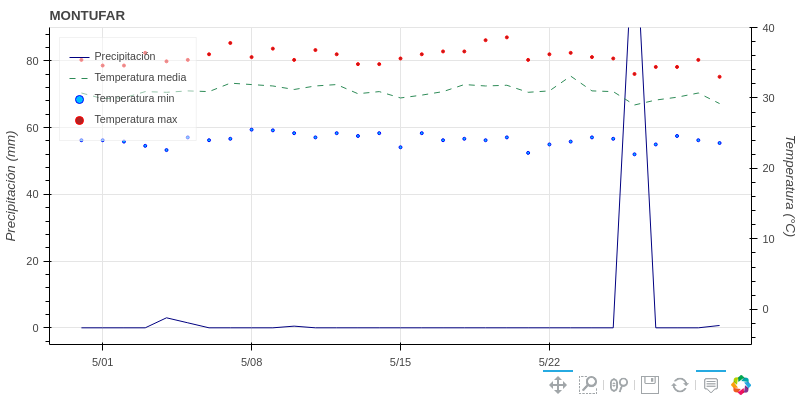 MONTUFAR
Precipitación
Temperatura media
Temperatura min
Temperatura max
Precipitación (mm)
80
60
40
20
0
Temperatura (°C)
40
30
20
10
0
5/01
5/08
5/15
5/22